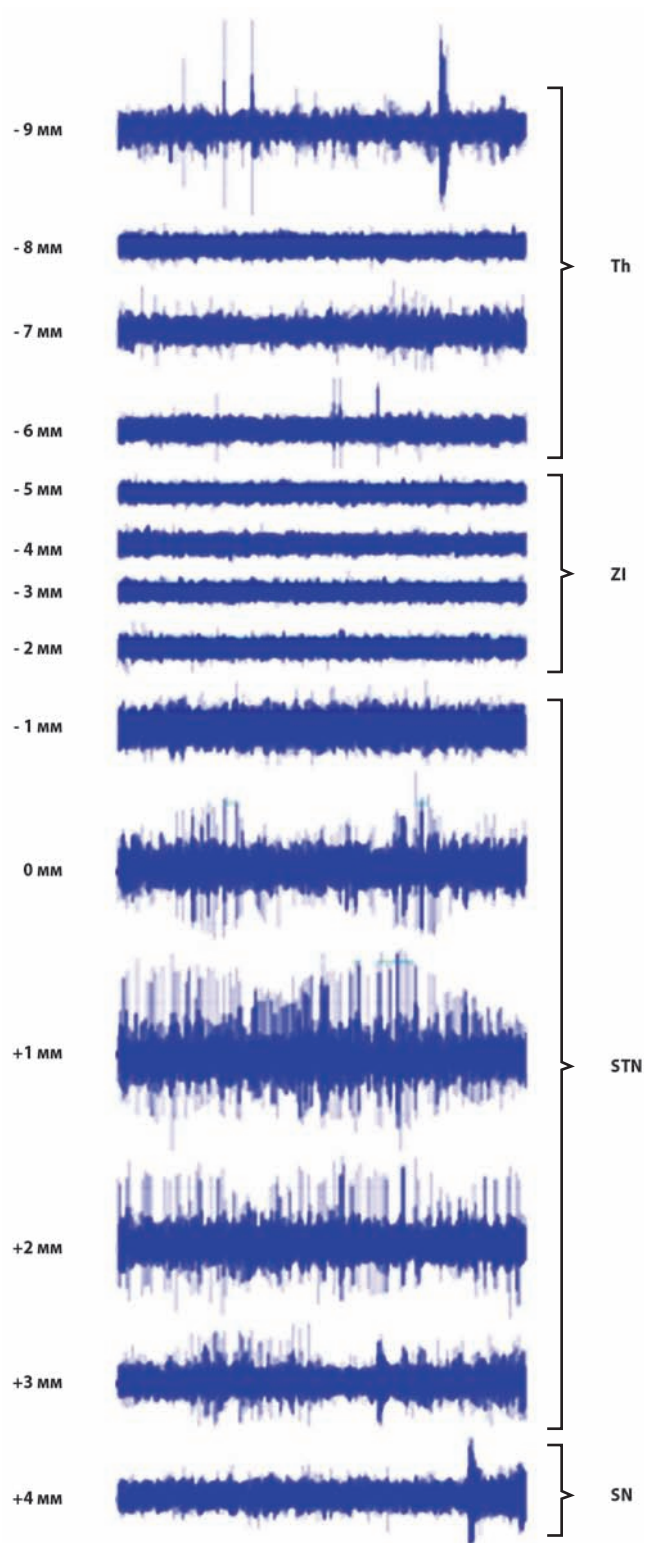 - 9 мм
- 8 мм
Th
- 7 мм
- 6 мм
- 5 мм
- 4 мм
ZI
- 3 мм
- 2 мм
- 1 мм
0 мм
+1 мм
STN
+2 мм
+3 мм
+4 мм
SN